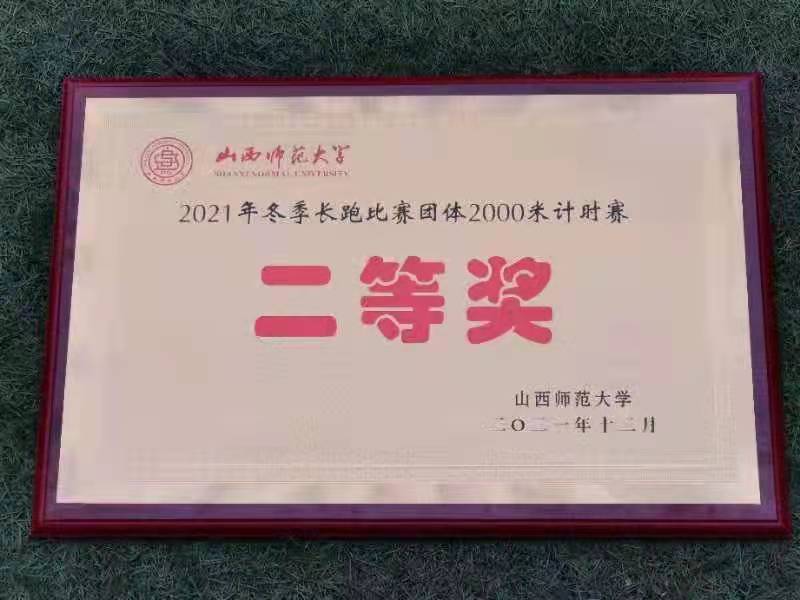 山西师范大学
SHANXI NORMAL UNIVERSITY
2021年冬季长跑比赛团体2000米计时赛
二等奖
山西师范大学
二〇二一年十二月